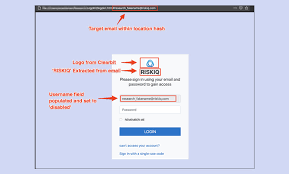 Target email within location hash
Logo from Clearbit
'RISKIQ' Extracted from email
RISKIQ
Please sign in using your email and
password to gain access.
Username field
populated and set to
'disabled'
Password
REMEMBER ME
LOGIN
can't access your account?
Sign in with a single-use code